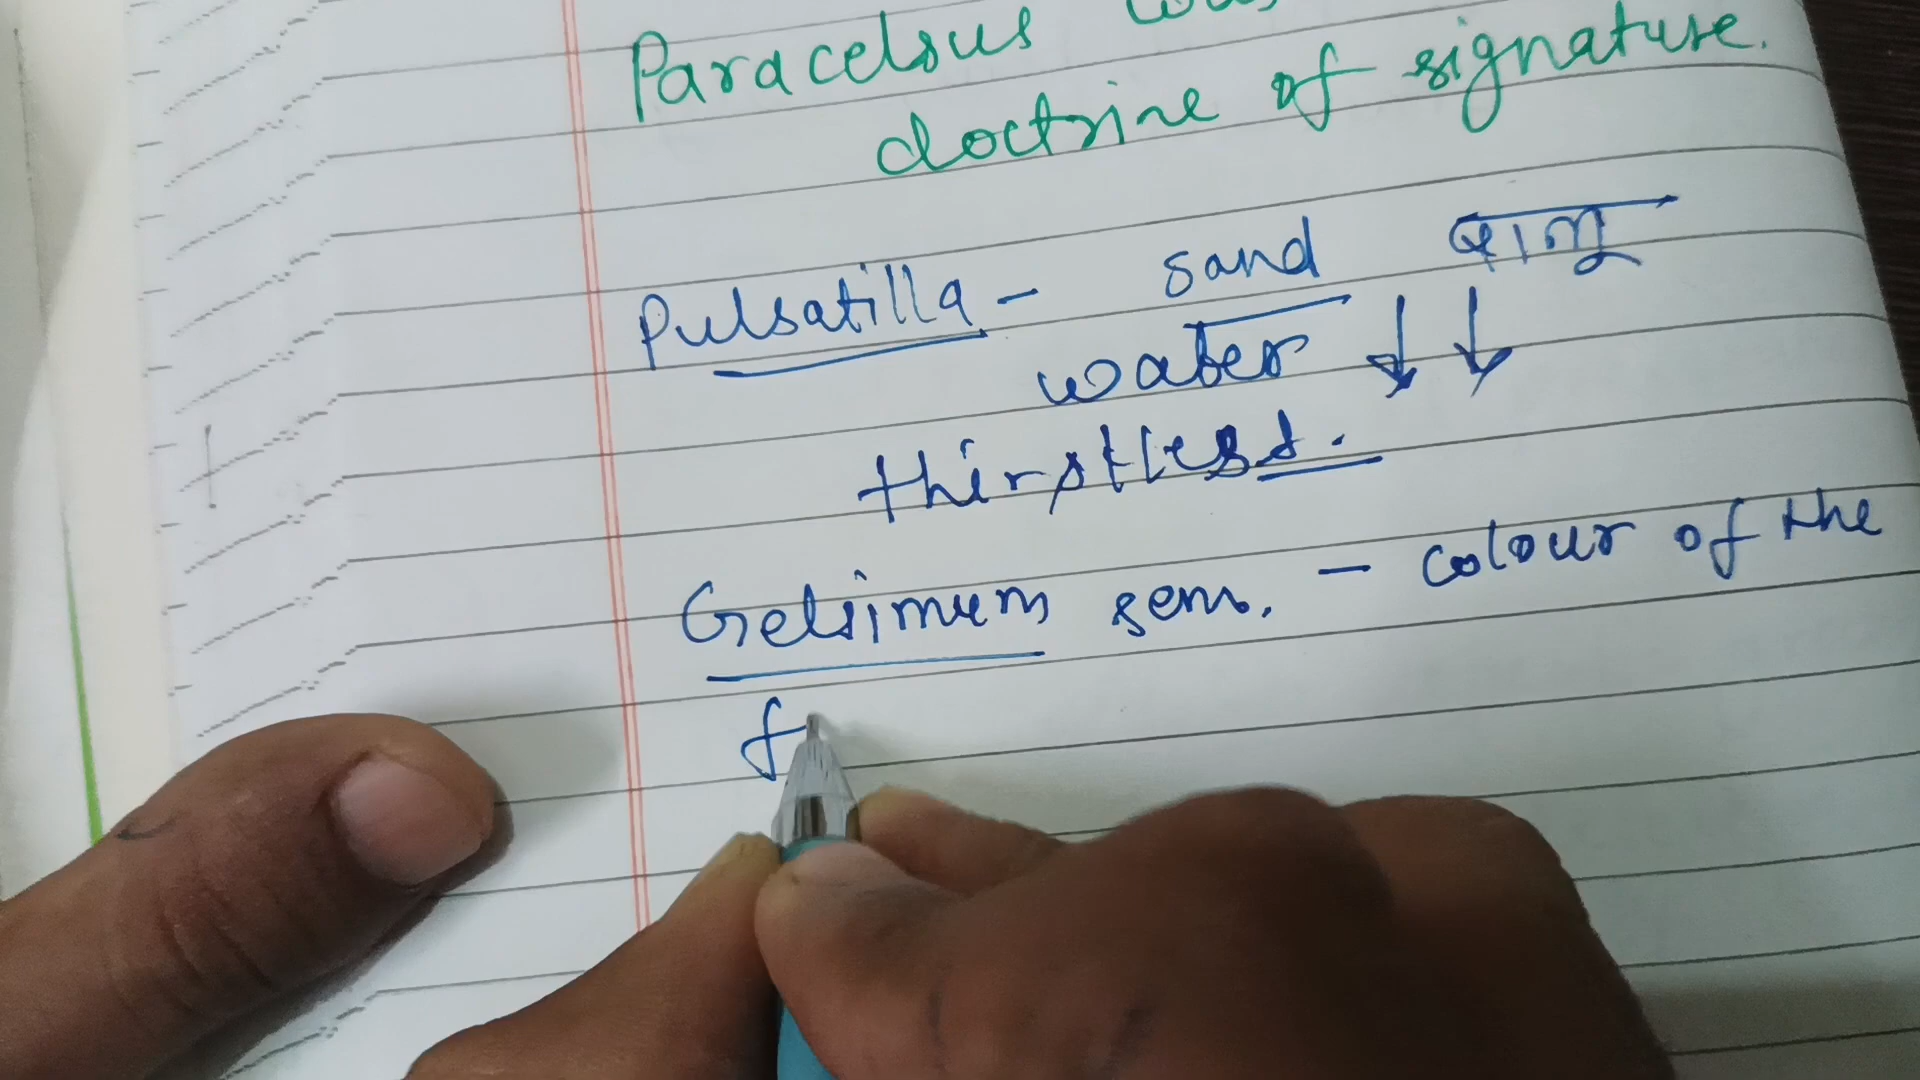 Paracelsus
doctrine of signature.
Pulsatilla - sand বালু
water ↓ ↓
thirstless.
Gelsimum sem. - colour of the
f